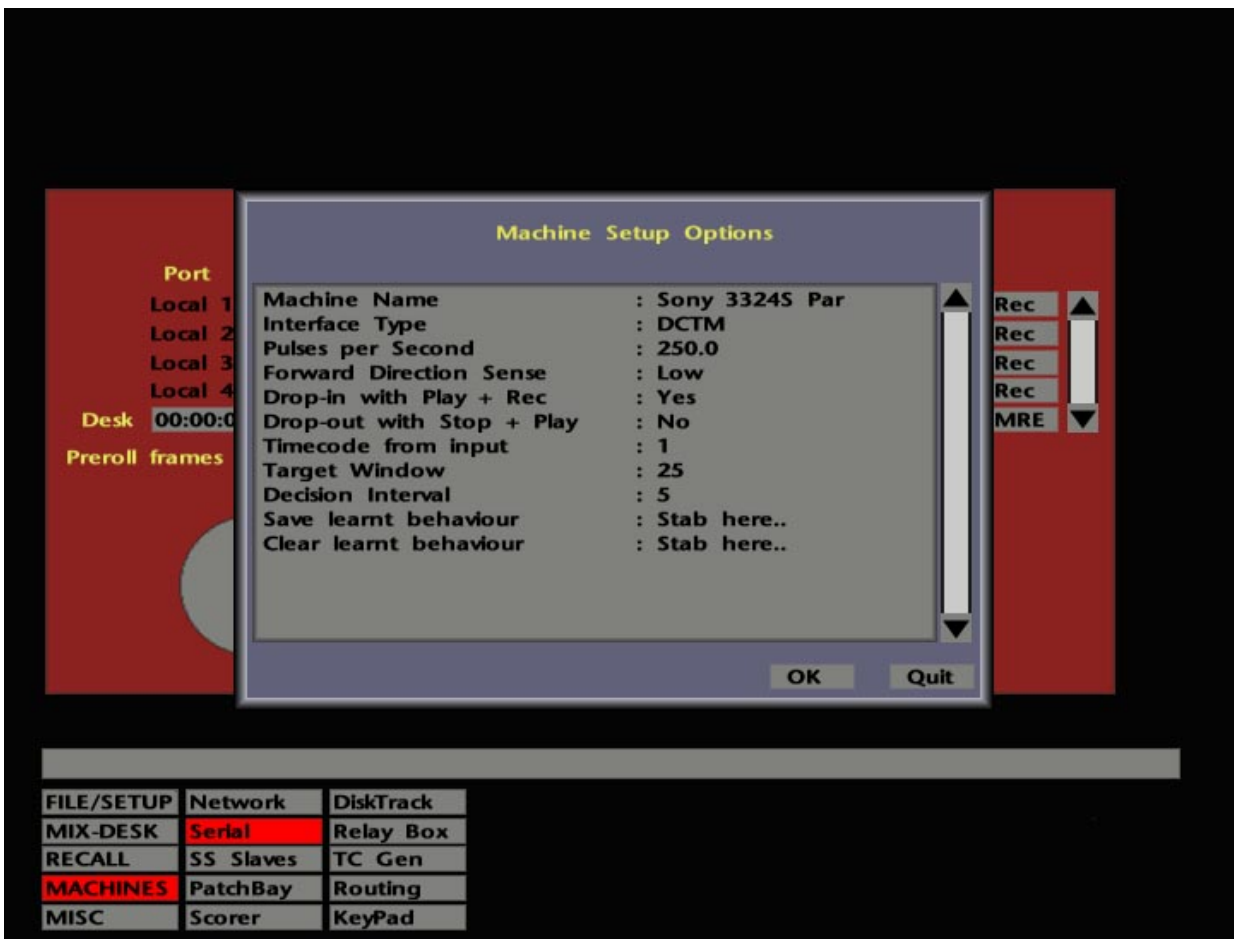 Machine Setup Options
Port
Local 1
Local 2
Local 3
Local 4
Desk 00:00:0
Preroll frames
Machine Name : Sony 3324S Par
Interface Type : DCTM
Pulses per Second : 250.0
Forward Direction Sense : Low
Drop-in with Play + Rec : Yes
Drop-out with Stop + Play : No
Timecode from input : 1
Target Window : 25
Decision Interval : 5
Save learnt behaviour : Stab here..
Clear learnt behaviour : Stab here..
Rec
Rec
Rec
Rec
MRE
OK Quit
FILE/SETUP Network DiskTrack
MIX-DESK Serial Relay Box
RECALL SS Slaves TC Gen
MACHINES PatchBay Routing
MISC Scorer KeyPad